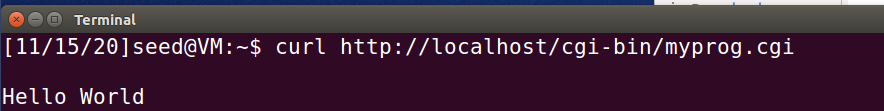 Terminal
[11/15/20]seed@VM:~$ curl http://localhost/cgi-bin/myprog.cgi
Hello World